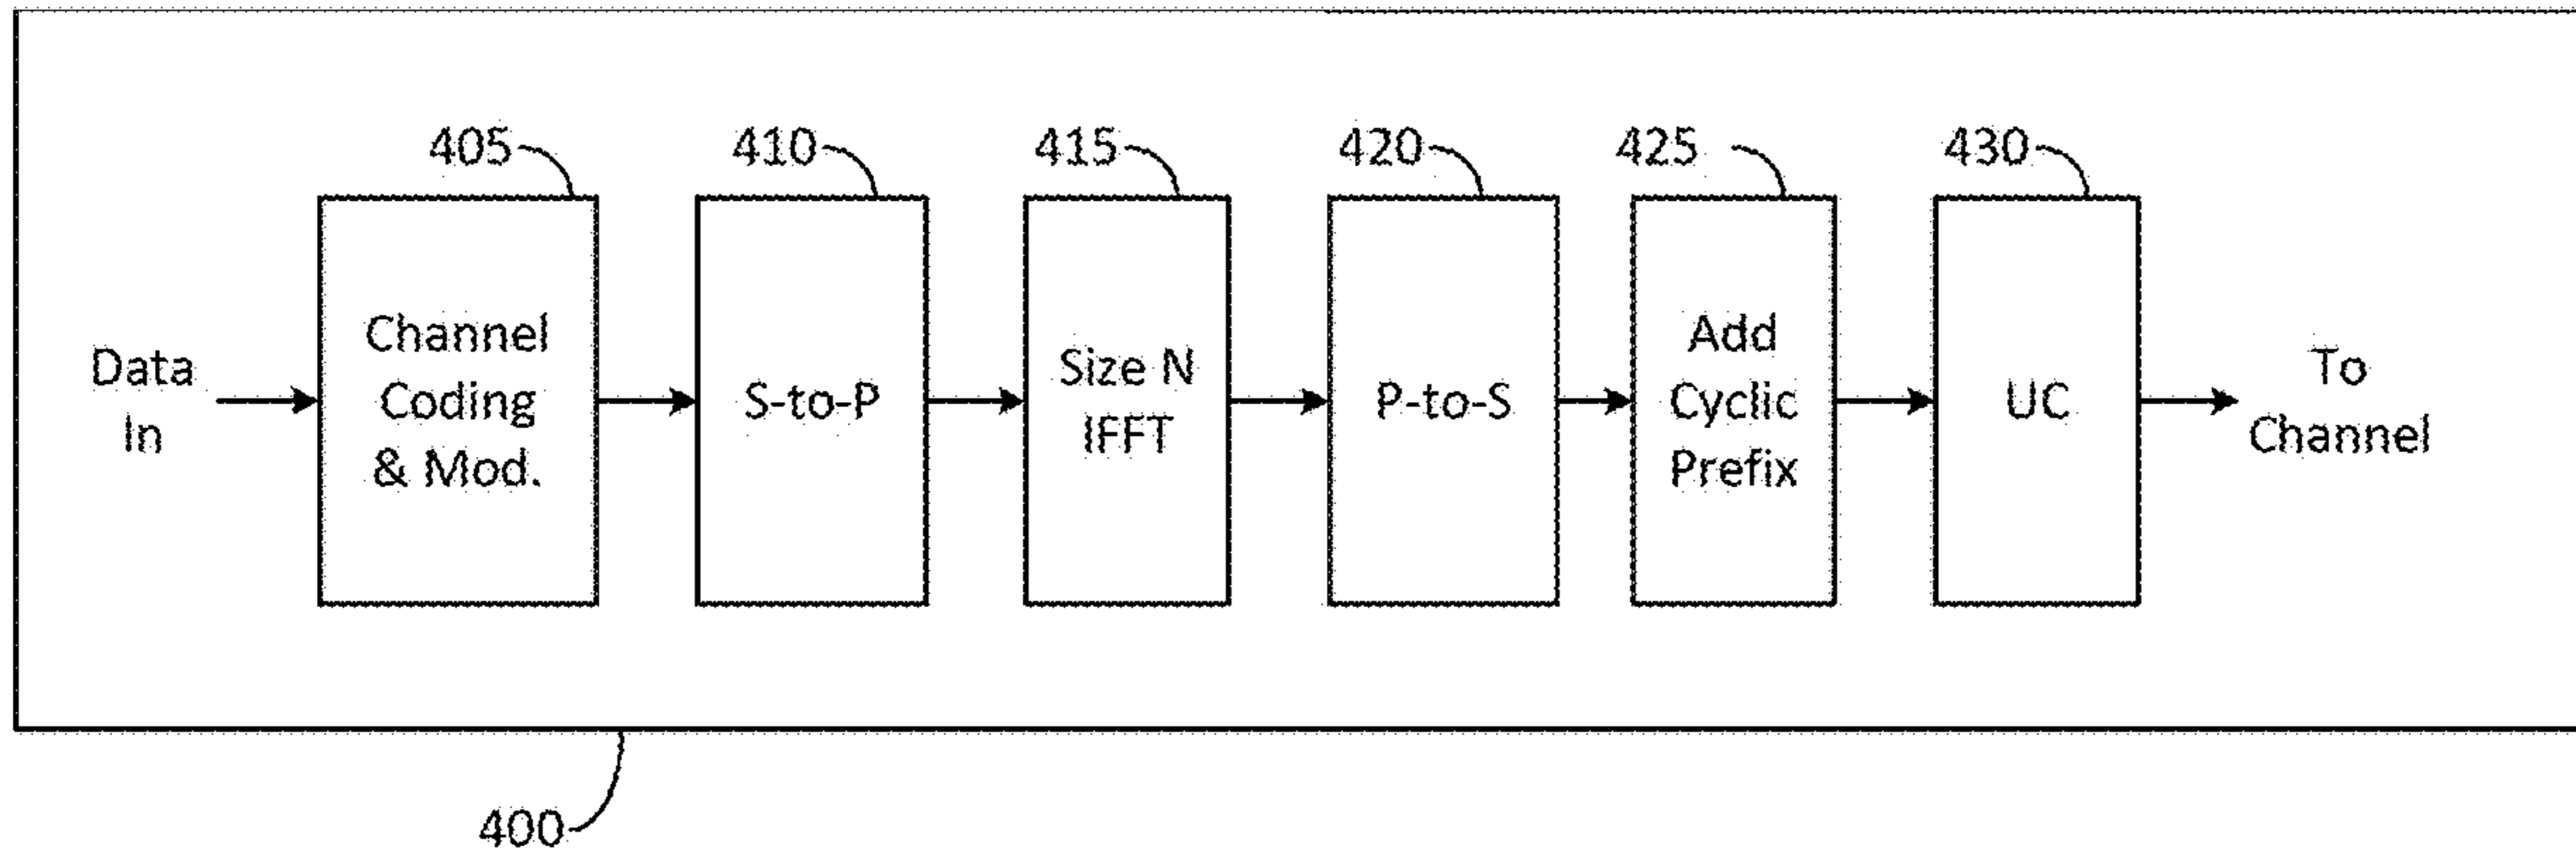 405
410
415
420
425
430
Data
In
Channel
Coding
& Mod.
S-to-P
Size N
IFFT
P-to-S
Add
Cyclic
Prefix
UC
To
Channel
400